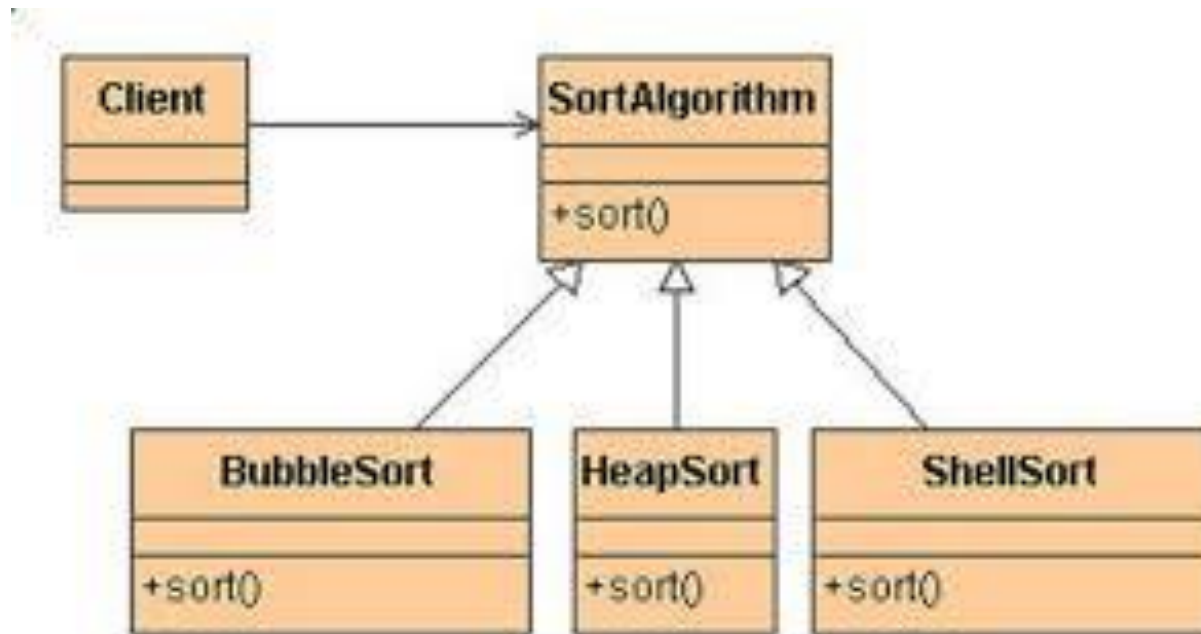 Client
SortAlgorithm
+sort()
BubbleSort
HeapSort
ShellSort
+sort()
+sort()
+sort()